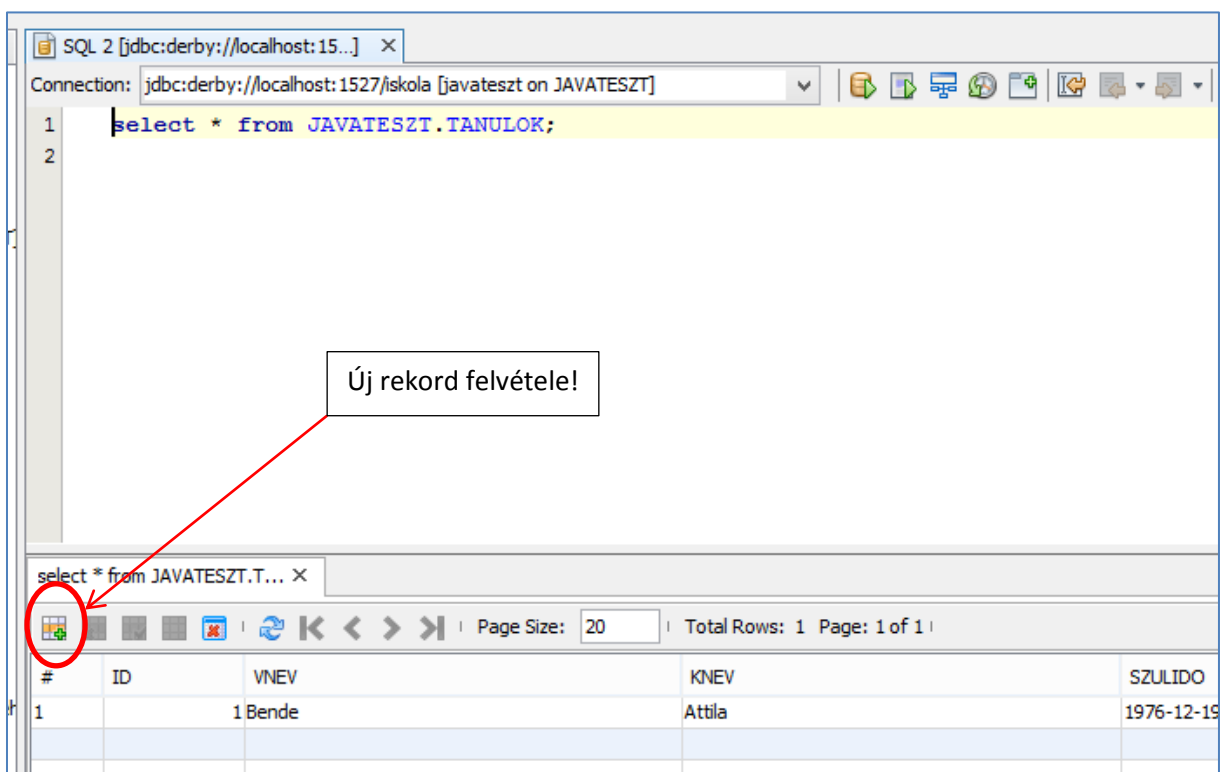 SQL 2 [jdbc:derby://localhost:15...]
Connection: jdbc:derby://localhost:1527/iskola [javateszt on JAVATESZT]
1 select * from JAVATESZT.TANULOK;
2
Új rekord felvétele!
select * from JAVATESZT.T...
Page Size: 20 Total Rows: 1 Page: 1 of 1
# ID VNEV KNEV SZULIDO
1 1 Bende Attila 1976-12-19